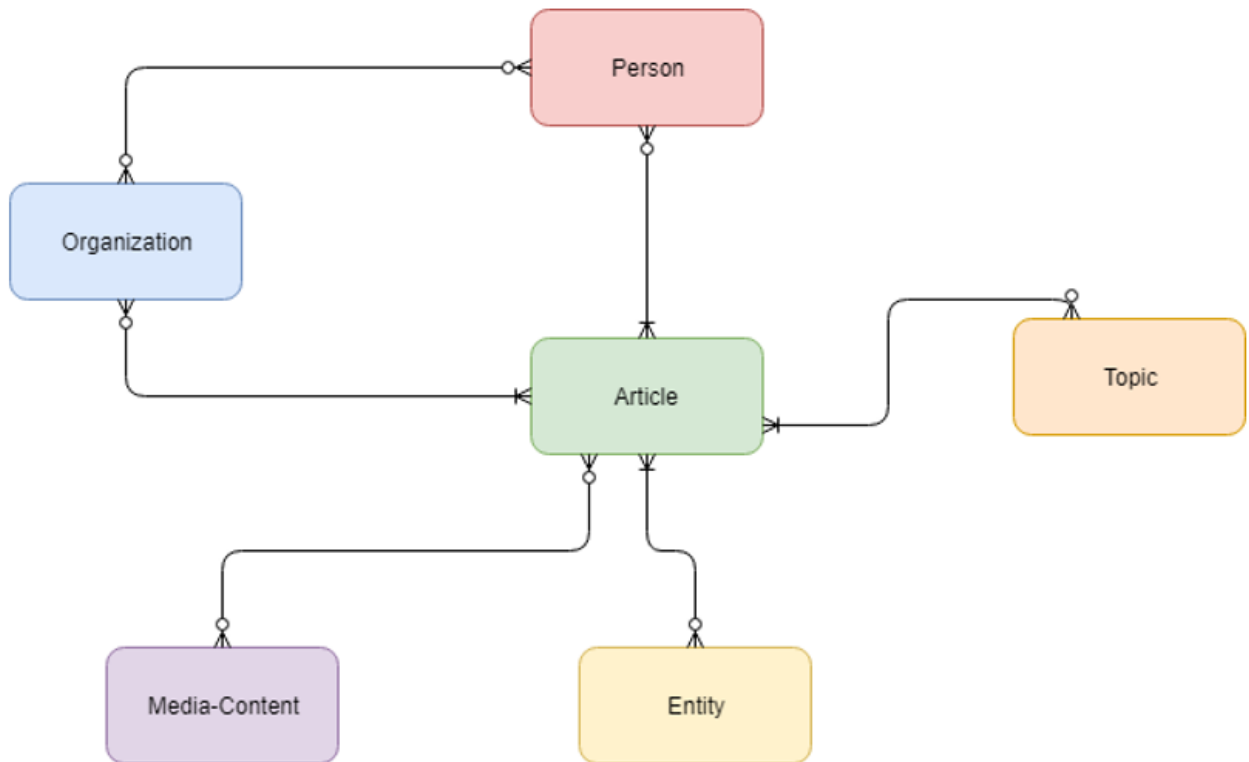 Person
Organization
Topic
Article
Media-Content
Entity